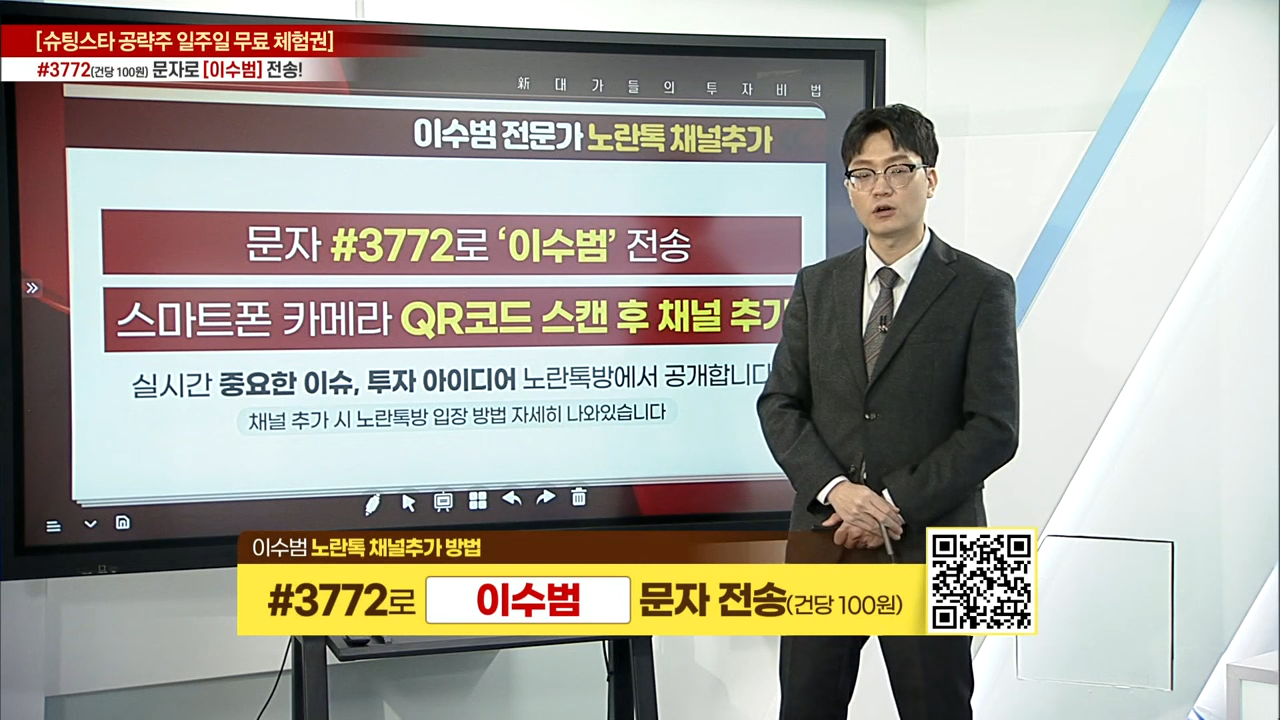 [슈팅스타 공략주 일주일 무료 체험권]
#3772(건당 100원) 문자로 [이수범] 전송!
新대가들의 투자비법
이수범 전문가 노란톡 채널추가
문자 #3772로 ‘이수범’ 전송
스마트폰 카메라 QR코드 스캔 후 채널 추가
실시간 중요한 이슈, 투자 아이디어 노란톡방에서 공개합니다
채널 추가 시 노란톡방 입장 방법 자세히 나와있습니다
이수범 노란톡 채널추가 방법
#3772로 이수범 문자 전송(건당 100원)